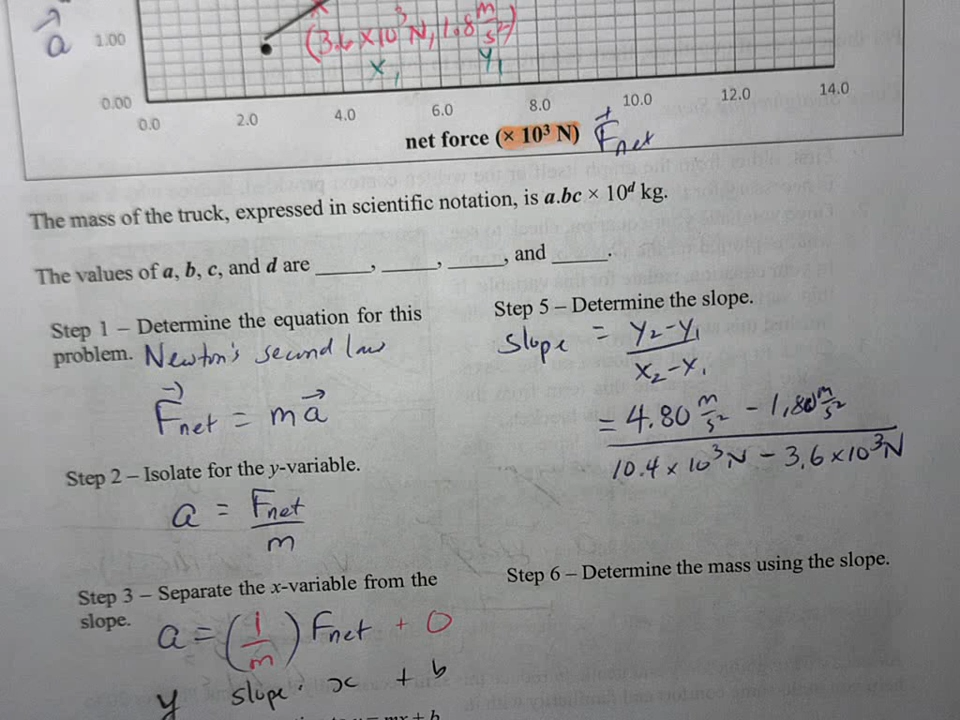 a
1.00
(3.6 × 10³ N, 1.8 m/s²)
x₁ y₁
0.00
0.0 2.0 4.0 6.0 8.0 10.0 12.0 14.0
net force (× 10³ N) F net
The mass of the truck, expressed in scientific notation, is a.bc × 10ᵈ kg.
The values of a, b, c, and d are ____, ____, ____, and ____.
Step 1 – Determine the equation for this
problem. Newton's second law
F net = ma
Step 2 – Isolate for the y-variable.
a = Fnet / m
Step 3 – Separate the x-variable from the
slope.
a = (1/m) Fnet + 0
y slope · x + b
Step 5 – Determine the slope.
slope = y₂-y₁ / x₂-x₁
= 4.80 m/s² - 1.80 m/s²
10.4 × 10³ N - 3.6 × 10³ N
Step 6 – Determine the mass using the slope.